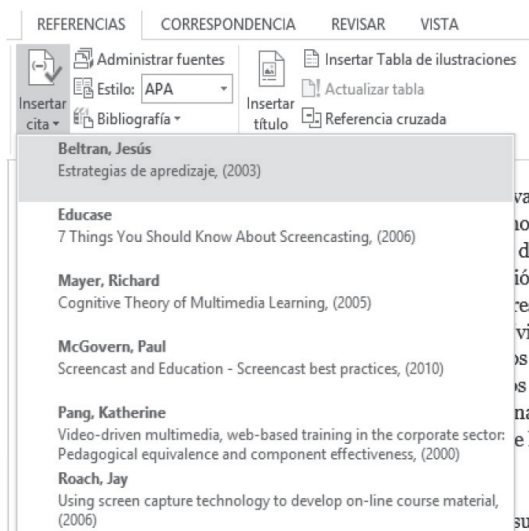 REFERENCIAS CORRESPONDENCIA REVISAR VISTA
Administrar fuentes
Estilo: APA
Bibliografía
Insertar
cita
Insertar
título
Insertar Tabla de ilustraciones
Actualizar tabla
Referencia cruzada
Beltran, Jesús
Estrategias de apredizaje, (2003)
Educase
7 Things You Should Know About Screencasting, (2006)
Mayer, Richard
Cognitive Theory of Multimedia Learning, (2005)
McGovern, Paul
Screencast and Education - Screencast best practices, (2010)
Pang, Katherine
Video-driven multimedia, web-based training in the corporate sector:
Pedagogical equivalence and component effectiveness, (2000)
Roach, Jay
Using screen capture technology to develop on-line course material,
(2006)